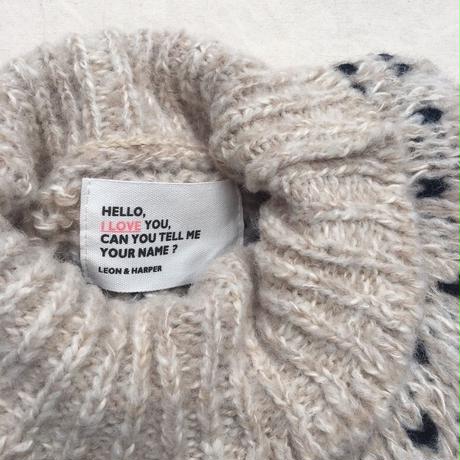 HELLO,
I LOVE YOU,
CAN YOU TELL ME
YOUR NAME ?
LEON & HARPER